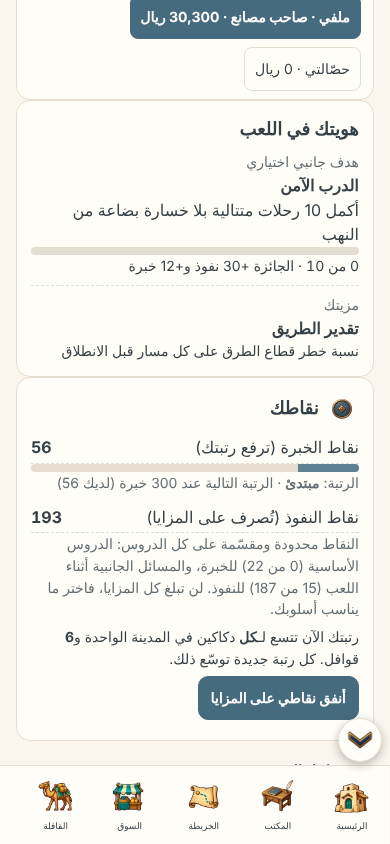 ملفي · صاحب مصانع · 30,300 ريال
حصّالتي · 0 ريال
هويتك في اللعب
هدف جانبي اختياري
الدرب الآمن
أكمل 10 رحلات متتالية بلا خسارة بضاعة من
النهب
0 من 10 · الجائزة +30 نفوذ و+12 خبرة
مزيتك
تقدير الطريق
نسبة خطر قطاع الطرق على كل مسار قبل الانطلاق
نقاطك
نقاط الخبرة (ترفع رتبتك) 56
الرتبة: مبتدئ · الرتبة التالية عند 300 خبرة (لديك 56)
نقاط النفوذ (تُصرف على المزايا) 193
النقاط محدودة ومقسّمة على كل الدروس: الدروس
الأساسية (0 من 22) للخبرة، والمسائل الجانبية أثناء
اللعب (15 من 187) للنفوذ. لن تبلغ كل المزايا، فاختر ما
يناسب أسلوبك.
رتبتك الآن تتسع لـكل دكاكين في المدينة الواحدة و6
قوافل. كل رتبة جديدة توسّع ذلك.
أنفق نقاطي على المزايا
الرئيسية
المكتب
الخريطة
السوق
القافلة